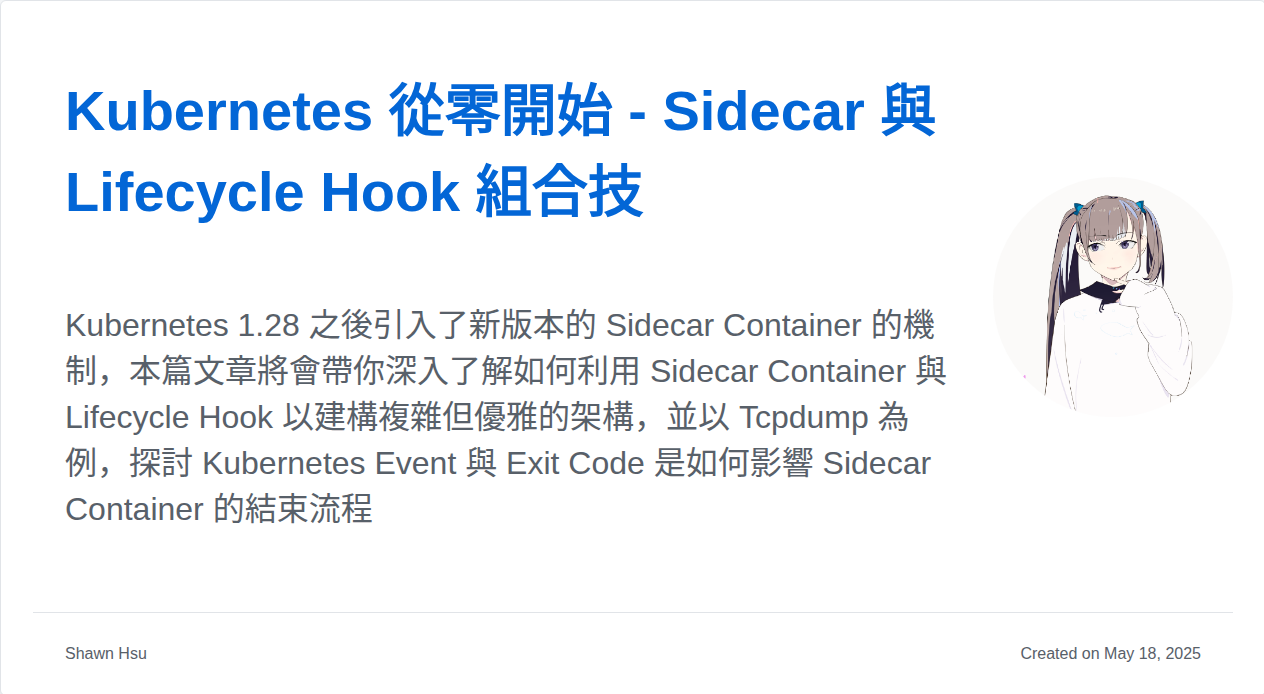 Kubernetes 從零開始 - Sidecar 與
Lifecycle Hook 組合技
Kubernetes 1.28 之後引入了新版本的 Sidecar Container 的機
制，本篇文章將會帶你深入了解如何利用 Sidecar Container 與
Lifecycle Hook 以建構複雜但優雅的架構，並以 Tcpdump 為
例，探討 Kubernetes Event 與 Exit Code 是如何影響 Sidecar
Container 的結束流程
Shawn Hsu
Created on May 18, 2025